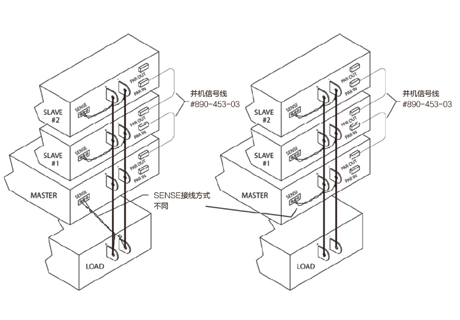 PAR OUT
PAR IN
SENSE
SLAVE
#2
PAR OUT
PAR IN
SENSE
SLAVE
#1
PAR OUT
PAR IN
SENSE
MASTER
LOAD
并机信号线
#890-453-03
SENSE接线方式
不同
PAR OUT
PAR IN
SENSE
SLAVE
#2
PAR OUT
PAR IN
SENSE
SLAVE
#1
PAR OUT
PAR IN
SENSE
MASTER
LOAD
并机信号线
#890-453-03